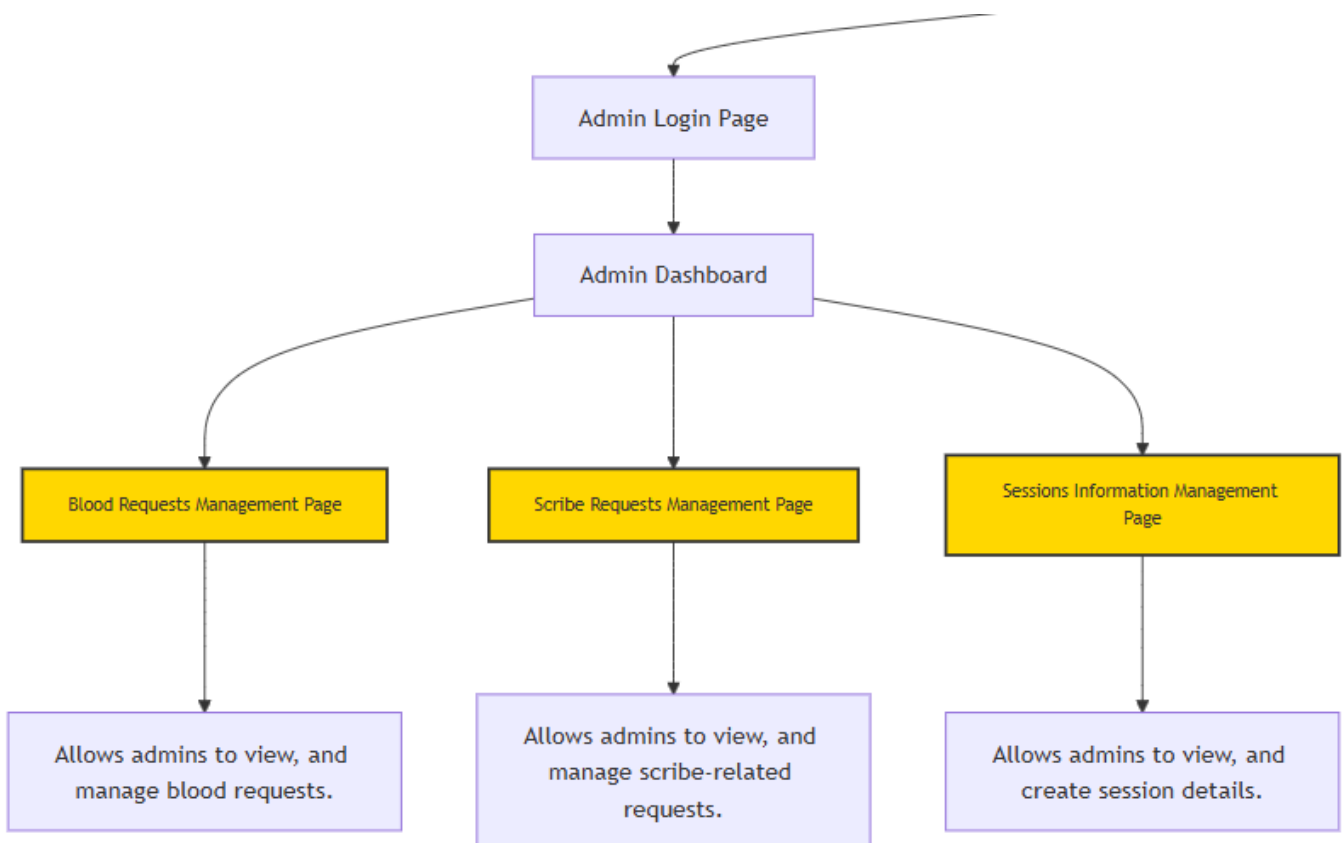 Admin Login Page
Admin Dashboard
Blood Requests Management Page
Scribe Requests Management Page
Sessions Information Management
Page
Allows admins to view, and
manage blood requests.
Allows admins to view, and
manage scribe-related
requests.
Allows admins to view, and
create session details.